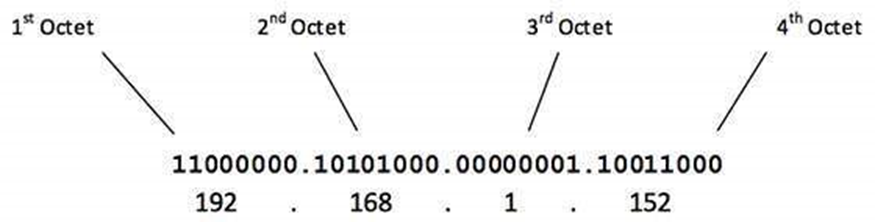 1st Octet 2nd Octet 3rd Octet 4th Octet
11000000.10101000.00000001.10011000
192 . 168 . 1 . 152